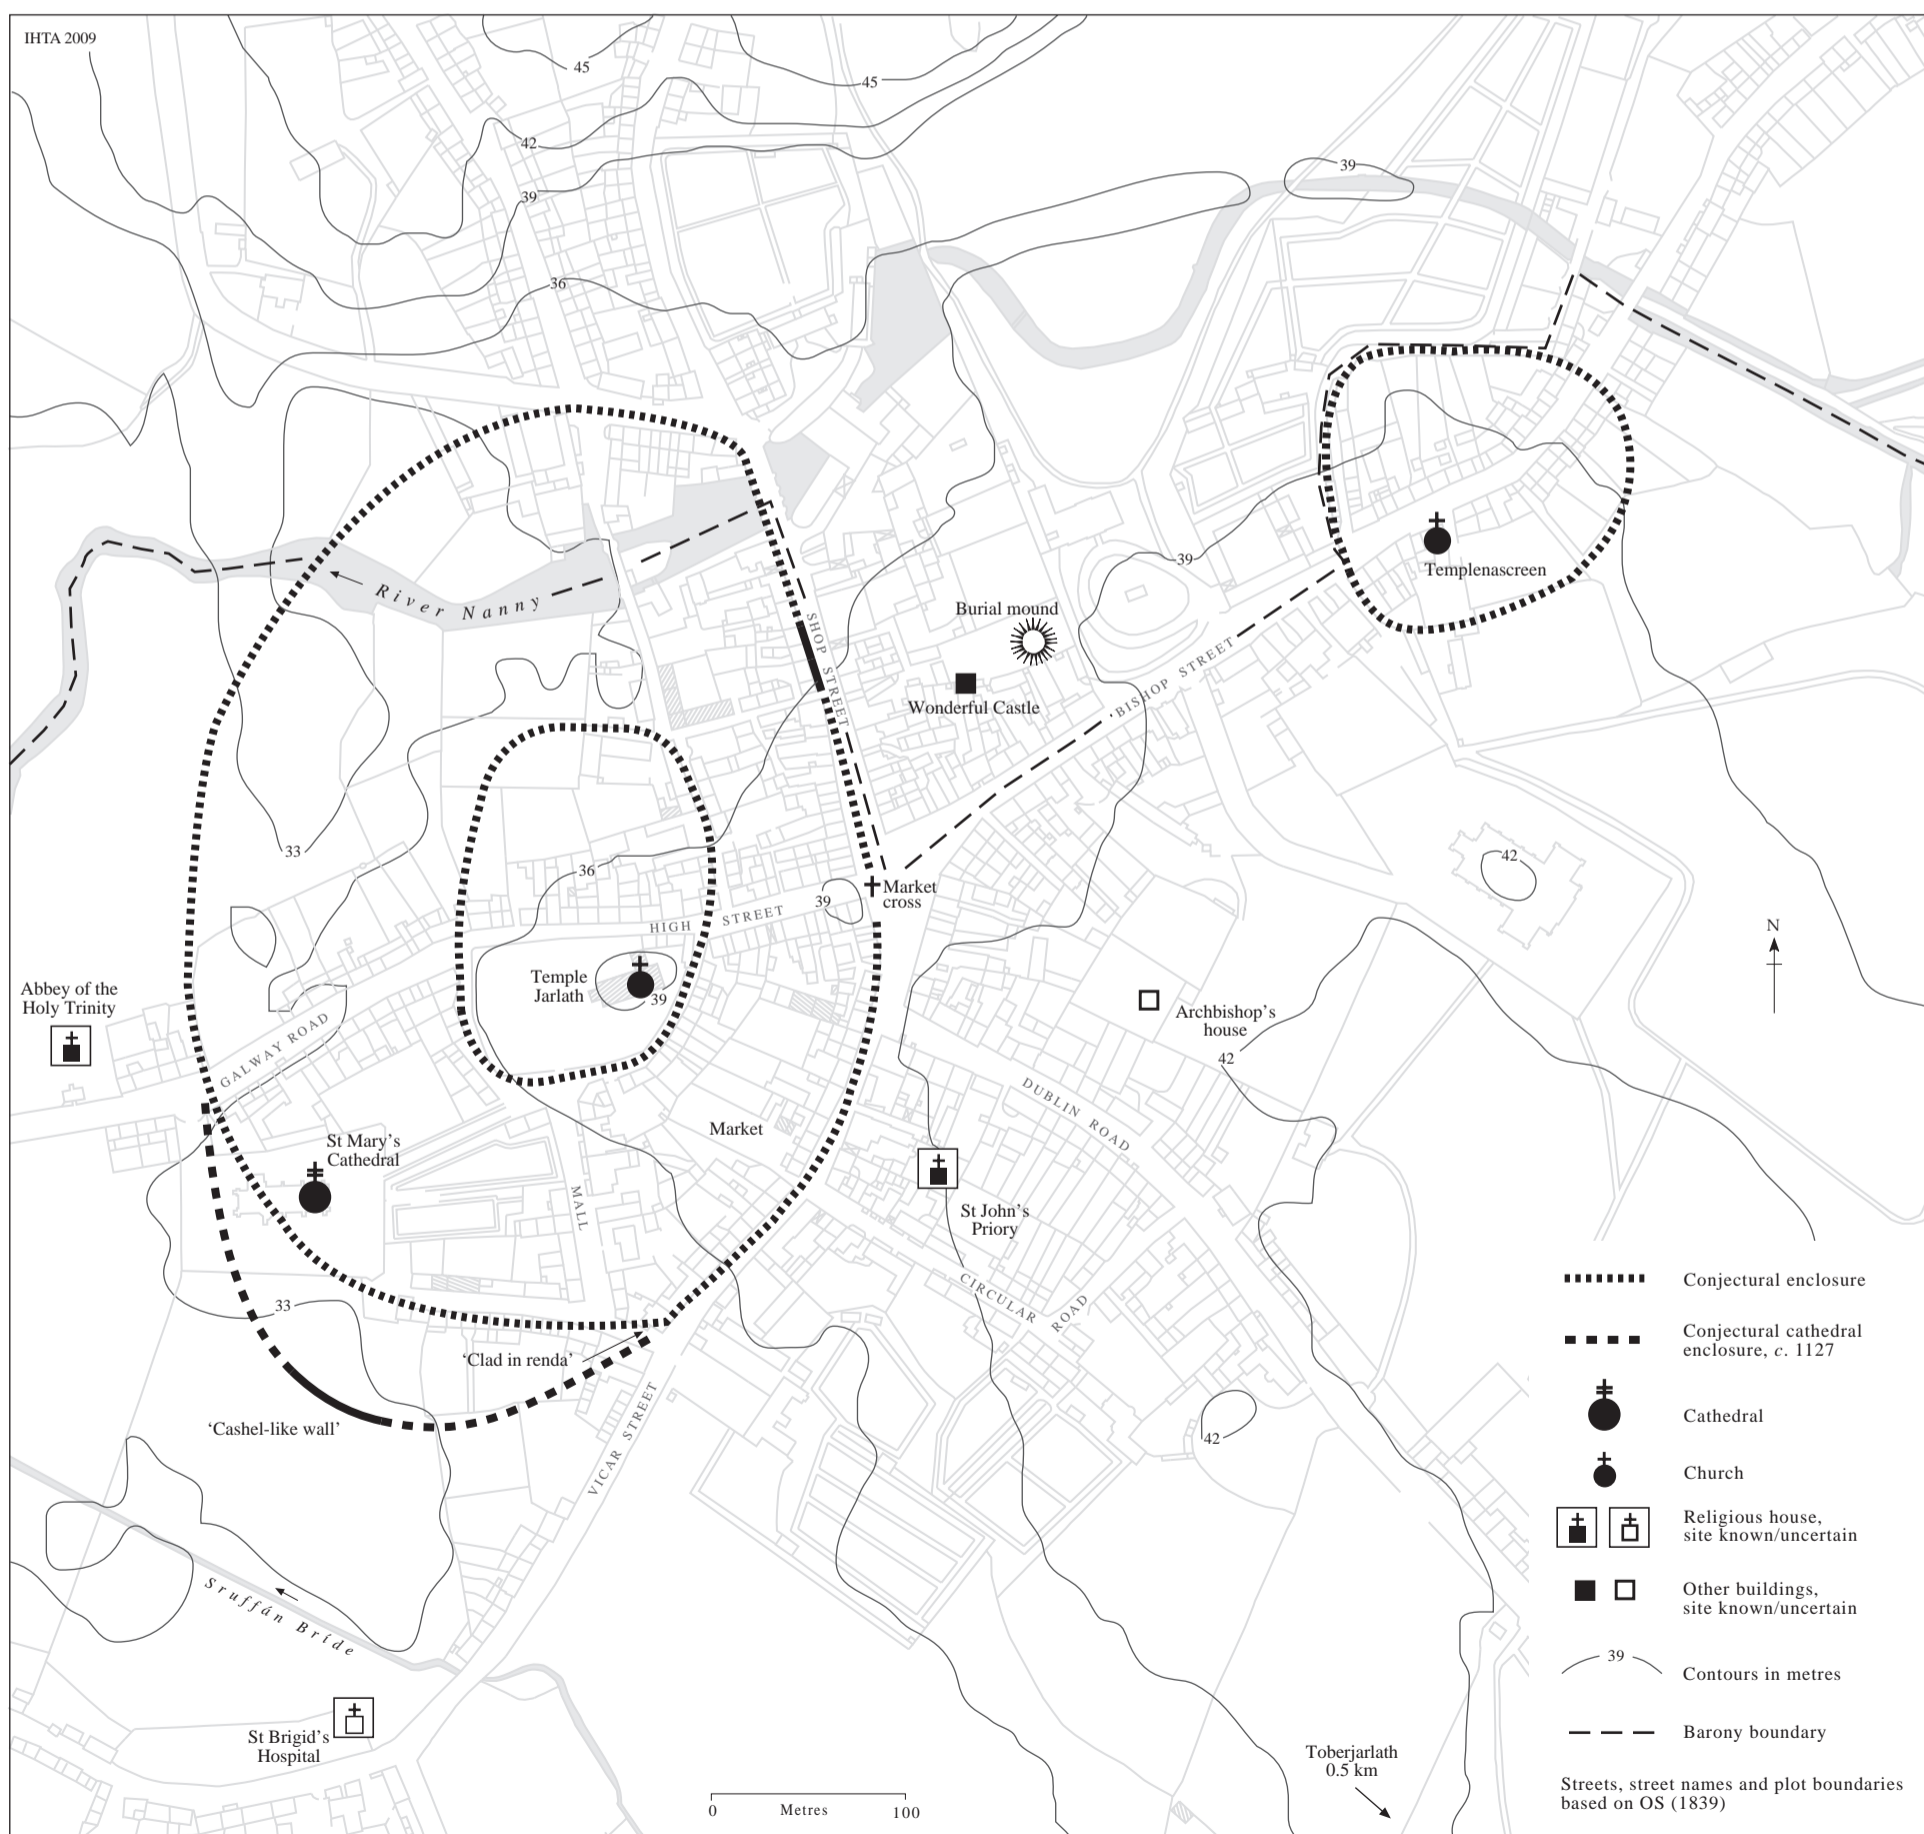 IHTA 2009
45
45
42
39
39
36
River Nanny
SHOP STREET
Burial mound
Wonderful Castle
39
BISHOP STREET
Templenascreen
33
36
39
Market
cross
42
HIGH STREET
Temple
Jarlath
39
N
Abbey of the
Holy Trinity
GALWAY ROAD
Archbishop's
house
42
DUBLIN ROAD
Market
St Mary's
Cathedral
MALL
St John's
Priory
CIRCULAR ROAD
33
'Clad in renda'
'Cashel-like wall'
VICAR STREET
42
Sruffán Bríde
St Brigid's
Hospital
0 Metres 100
Toberjarlath
0.5 km
Conjectural enclosure
Conjectural cathedral
enclosure, c. 1127
Cathedral
Church
Religious house,
site known/uncertain
Other buildings,
site known/uncertain
39
Contours in metres
Barony boundary
Streets, street names and plot boundaries
based on OS (1839)